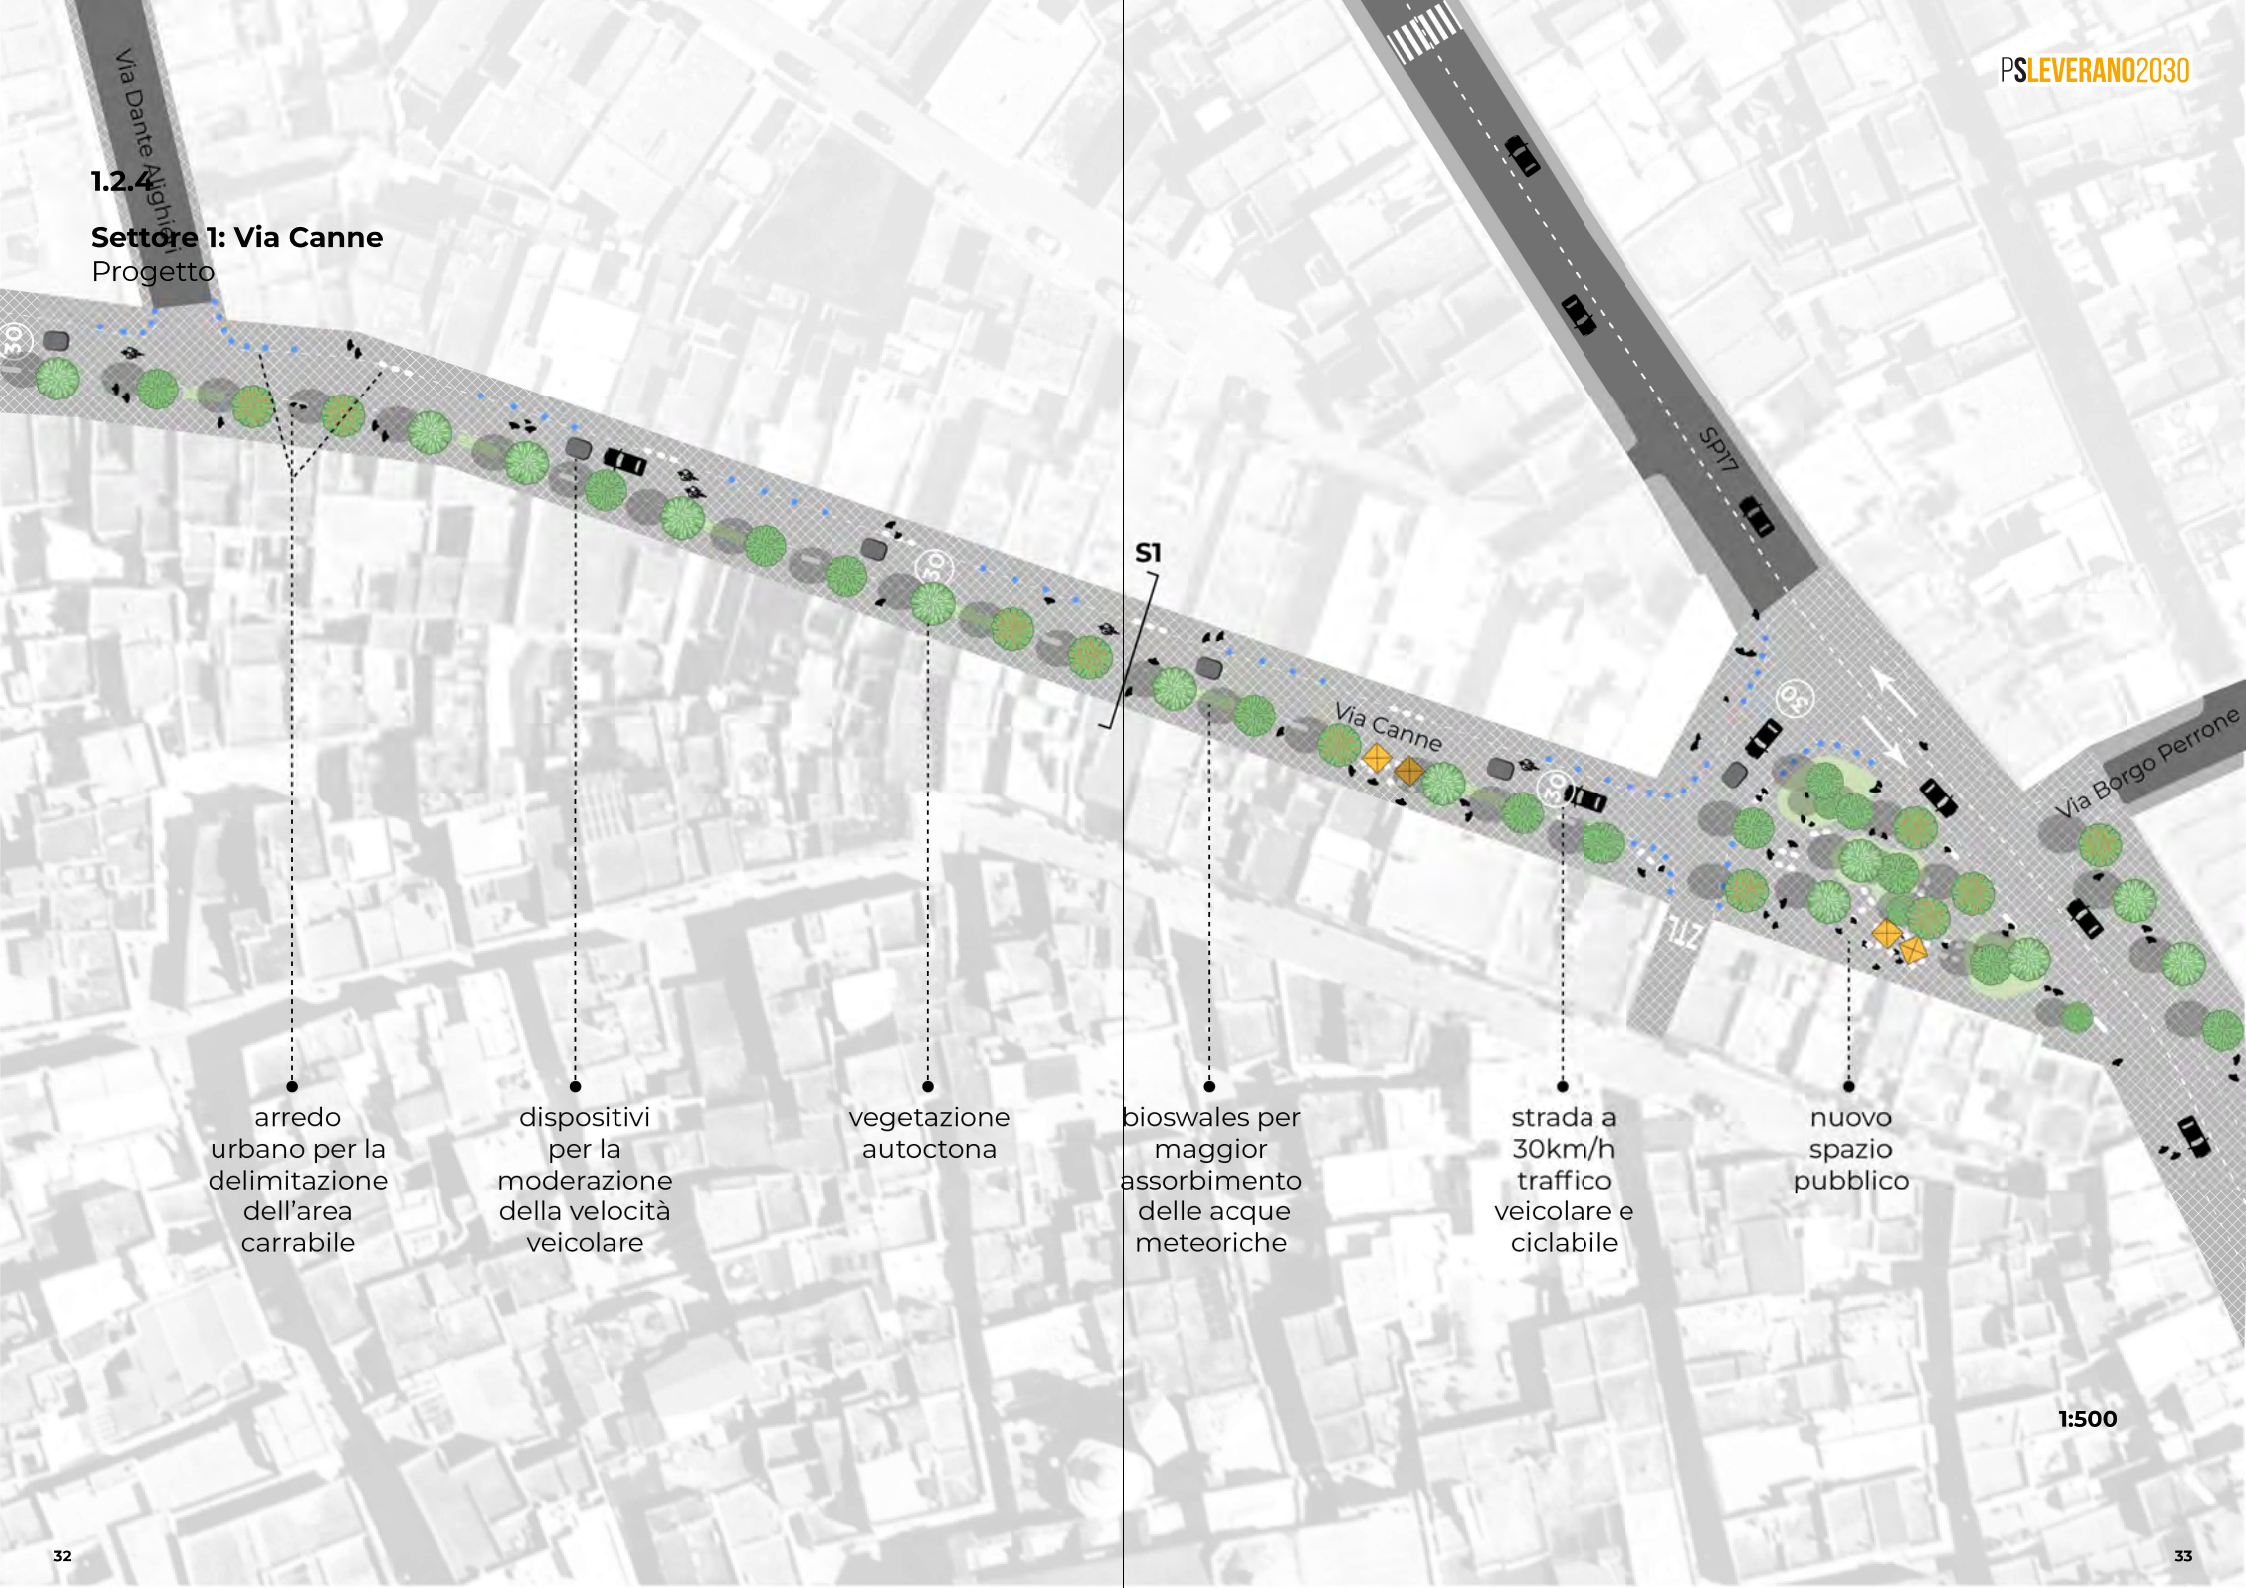 Via Dante Alighieri
PSLEVERANO2030
1.2.4
Settore 1: Via Canne
Progetto
30
SP17
S1
30
30
Via Canne
30
Via Borgo Perrone
ZTL
arredo
urbano per la
delimitazione
dell'area
carrabile
dispositivi
per la
moderazione
della velocità
veicolare
vegetazione
autoctona
bioswales per
maggior
assorbimento
delle acque
meteoriche
strada a
30km/h
traffico
veicolare e
ciclabile
nuovo
spazio
pubblico
1:500
32
33